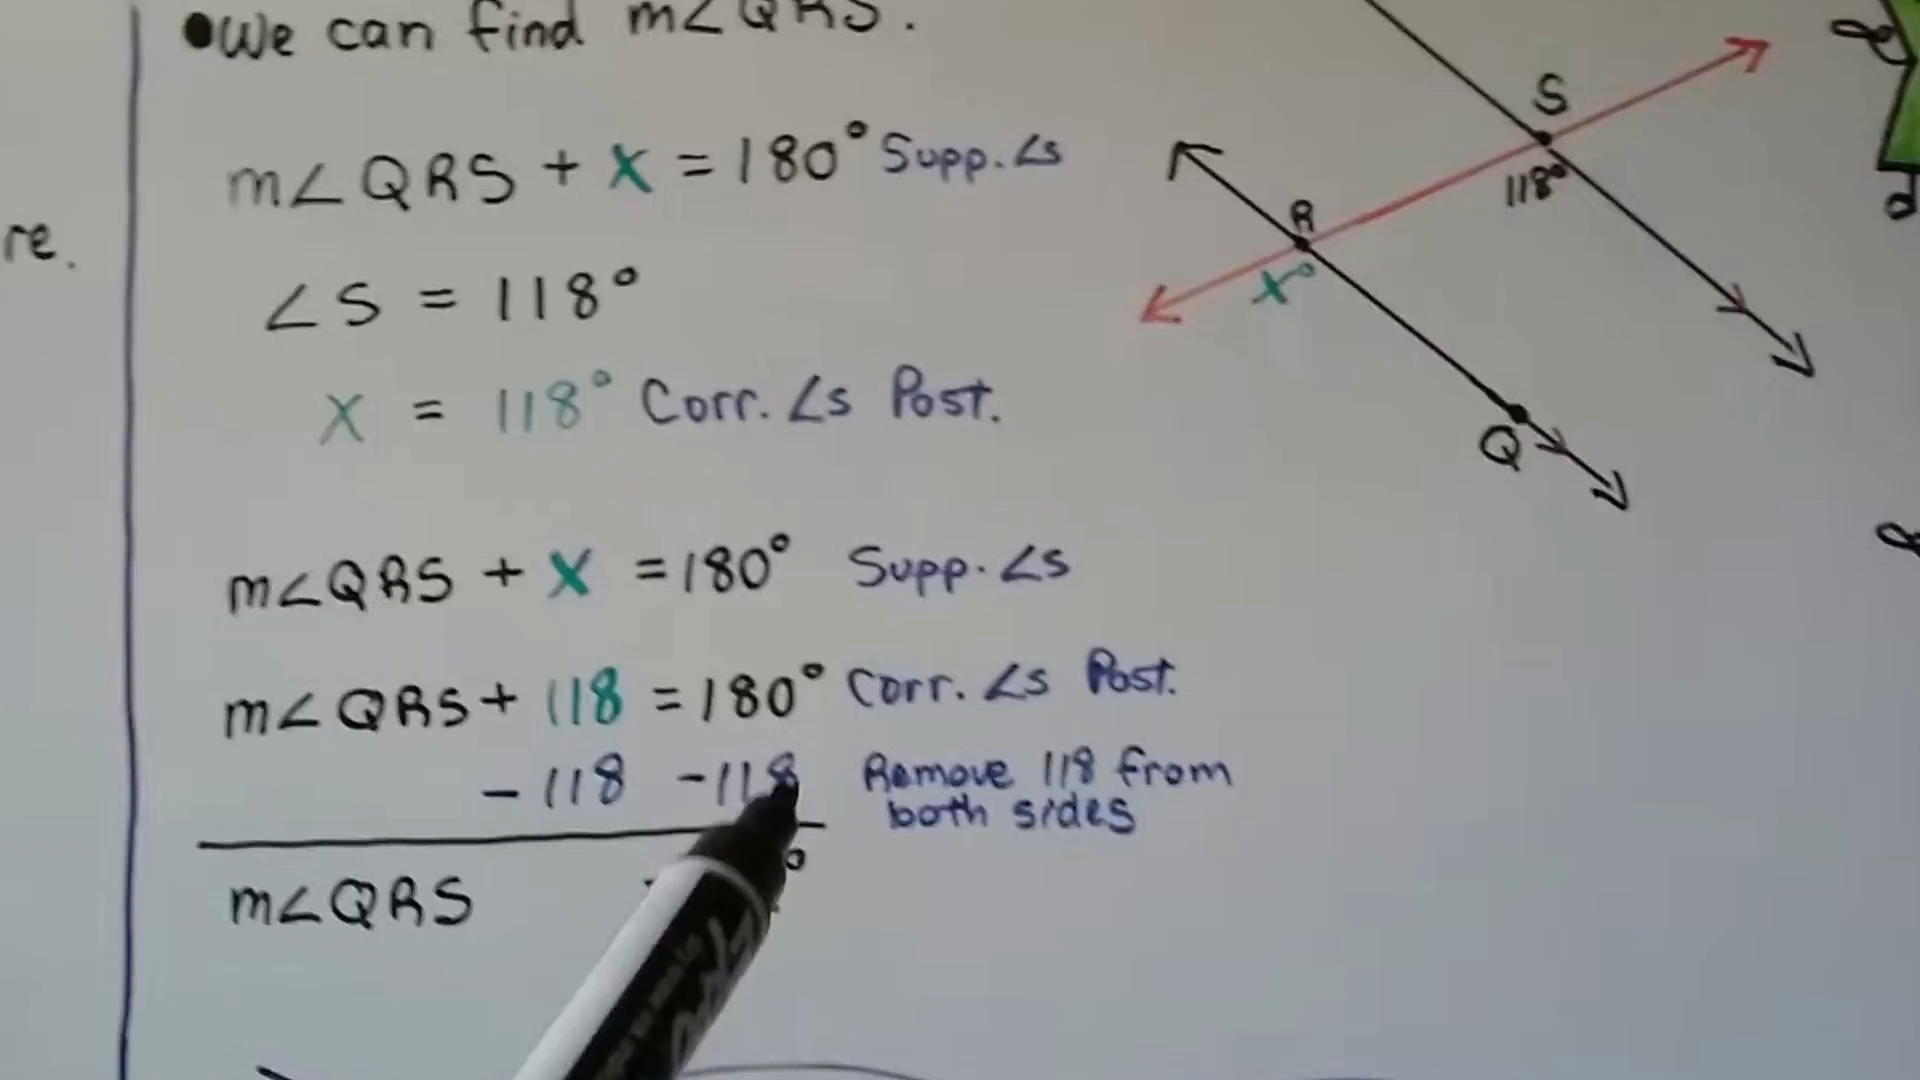 •We can find m∠QRS.
m∠QRS + x = 180° Supp. ∠s
re.
∠S = 118°
x = 118° Corr. ∠s Post.
m∠QRS + x = 180° Supp. ∠s
m∠QRS + 118 = 180° Corr. ∠s Post.
- 118 -118 Remove 118 from
both sides
m∠QRS
S
118°
R
x°
Q